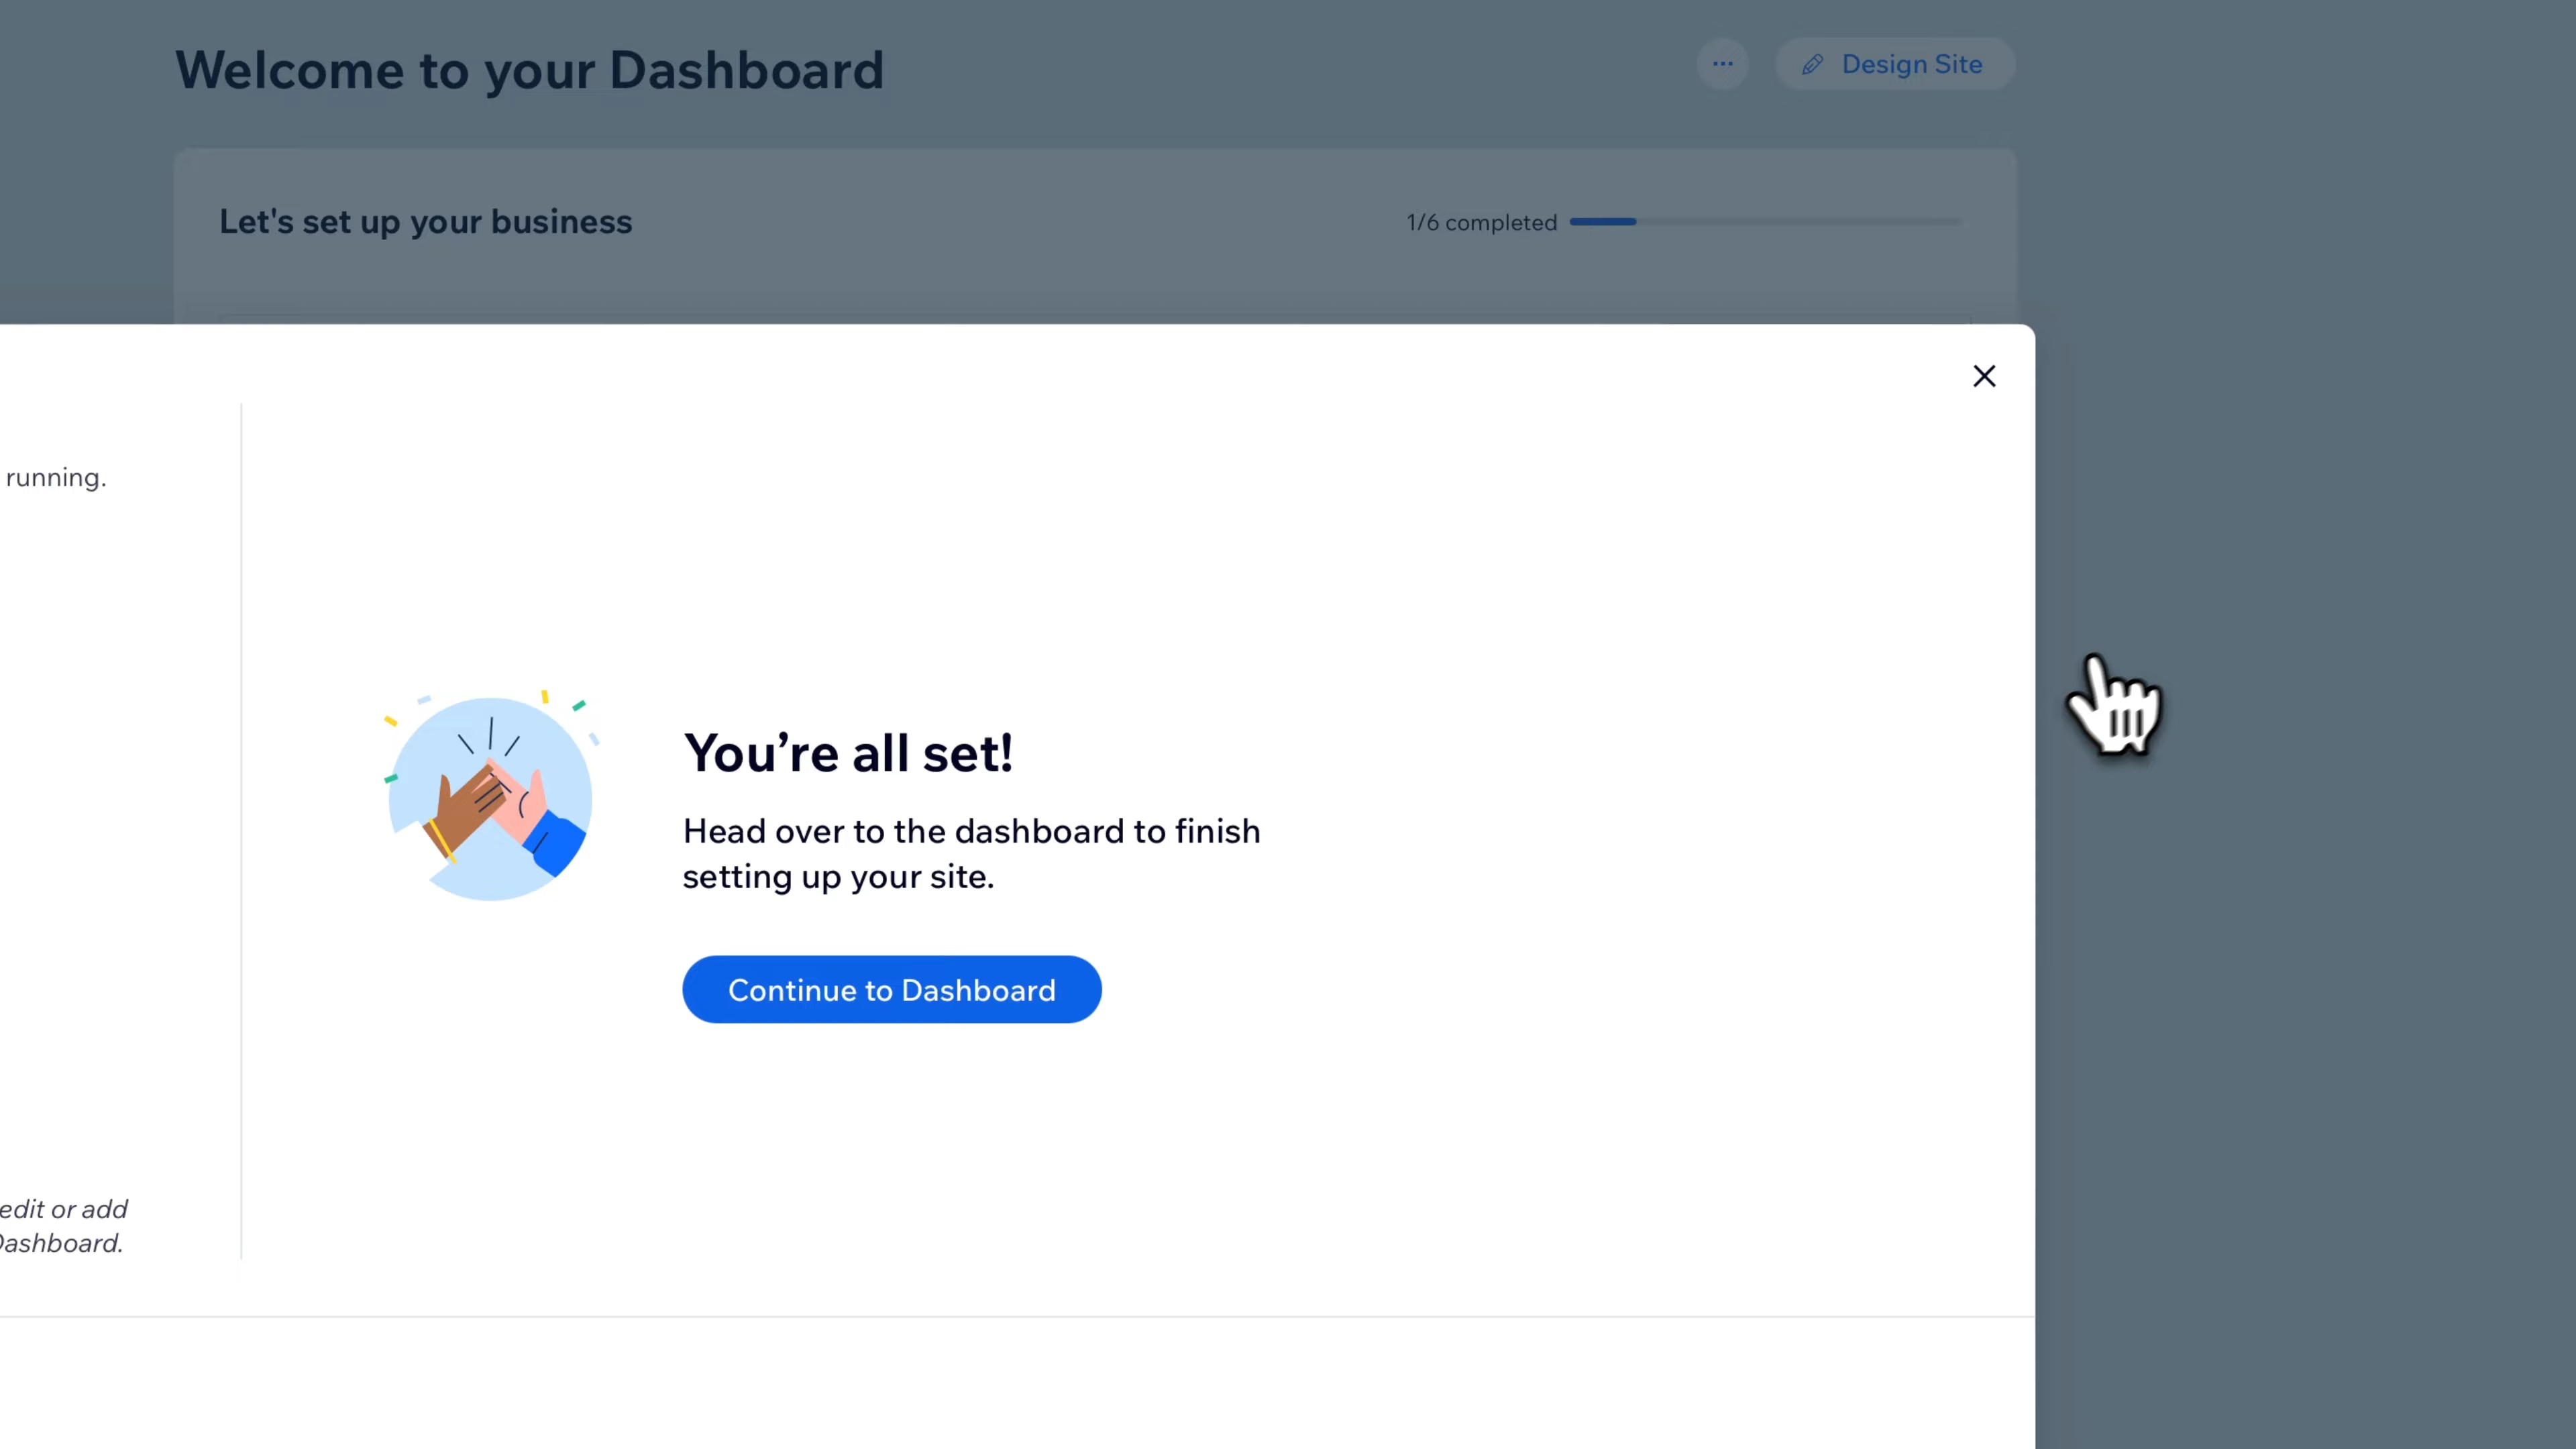 Welcome to your Dashboard
Design Site
Let's set up your business
1/6 completed
running.
You’re all set!
Head over to the dashboard to finish
setting up your site.
Continue to Dashboard
edit or add
Dashboard.